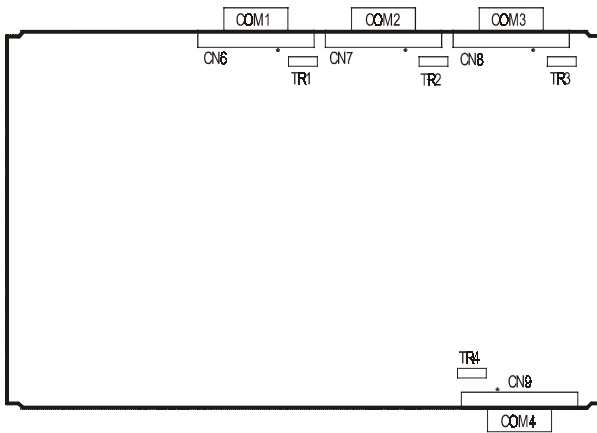 COM1 COM2 COM3
CN6 CN7 CN8
TR1 TR2 TR3
TR4
CN9
COM4